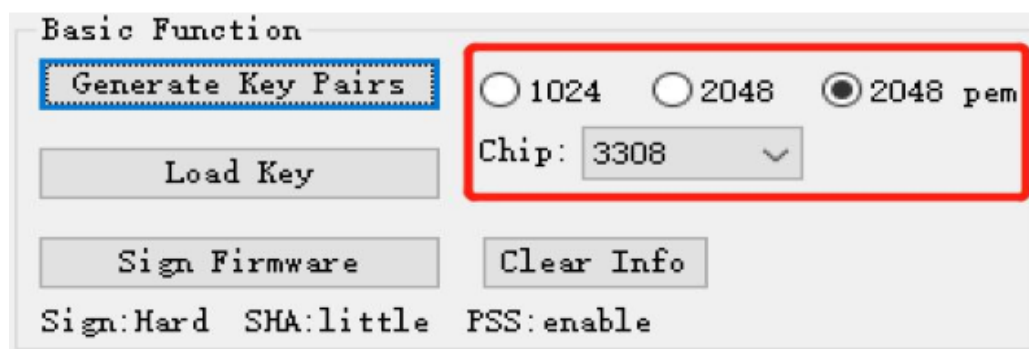 Basic Function
Generate Key Pairs
1024 2048 2048 pem
Chip: 3308
Load Key
Sign Firmware Clear Info
Sign:Hard SHA:little PSS:enable